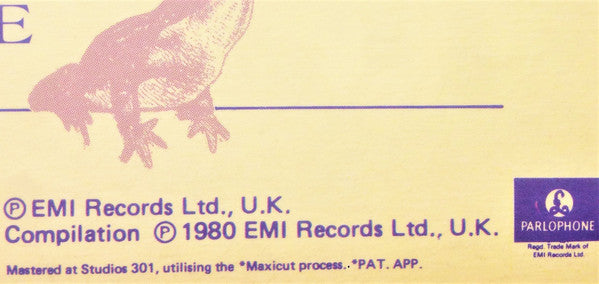 E
℗ EMI Records Ltd., U.K.
Compilation ℗ 1980 EMI Records Ltd., U.K.
PARLOPHONE
Regd. Trade Mark of
EMI Records Ltd.
Mastered at Studios 301, utilising the *Maxicut process. *PAT. APP.